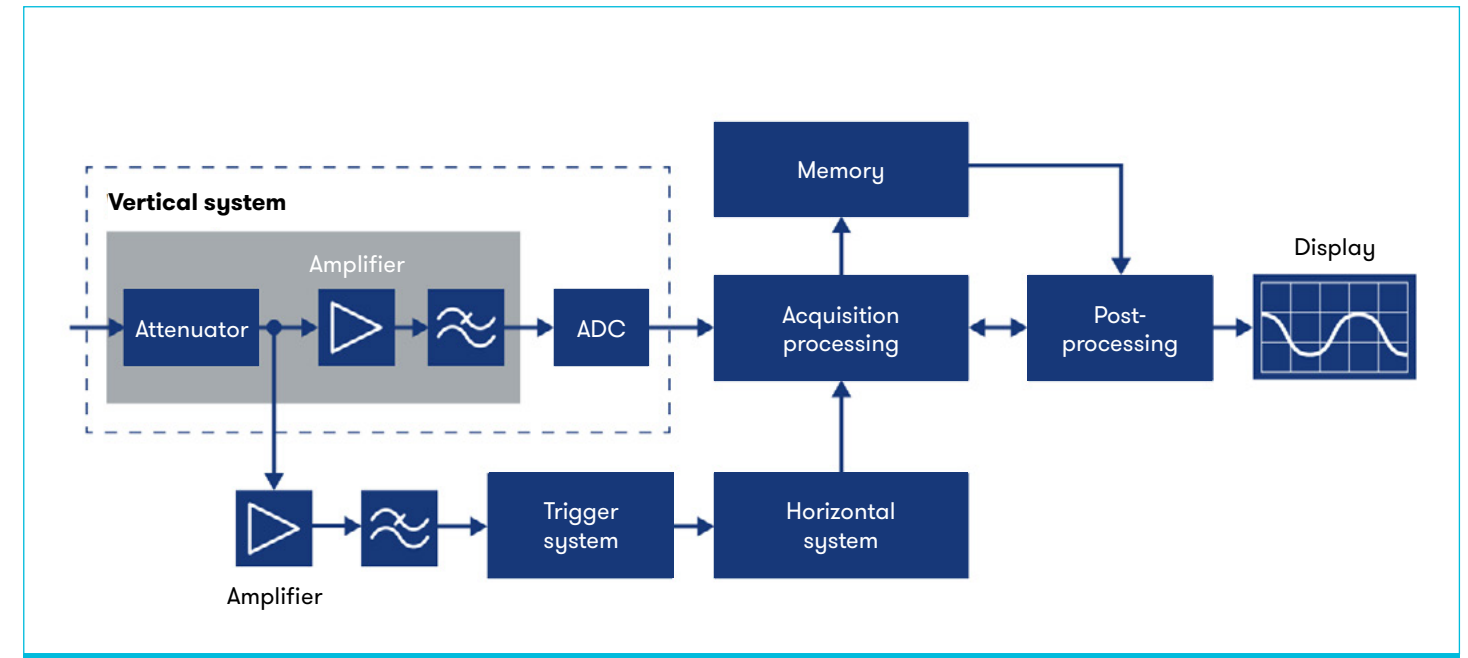 Memory
Vertical system
Display
Amplifier
Attenuator
ADC
Acquisition
processing
Post-
processing
Trigger
system
Horizontal
system
Amplifier